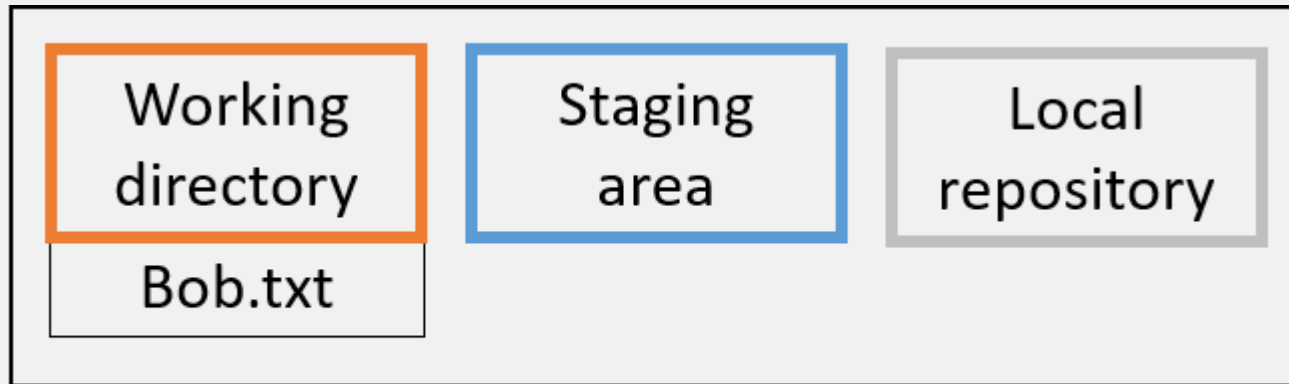 Working
directory
Staging
area
Local
repository
Bob.txt